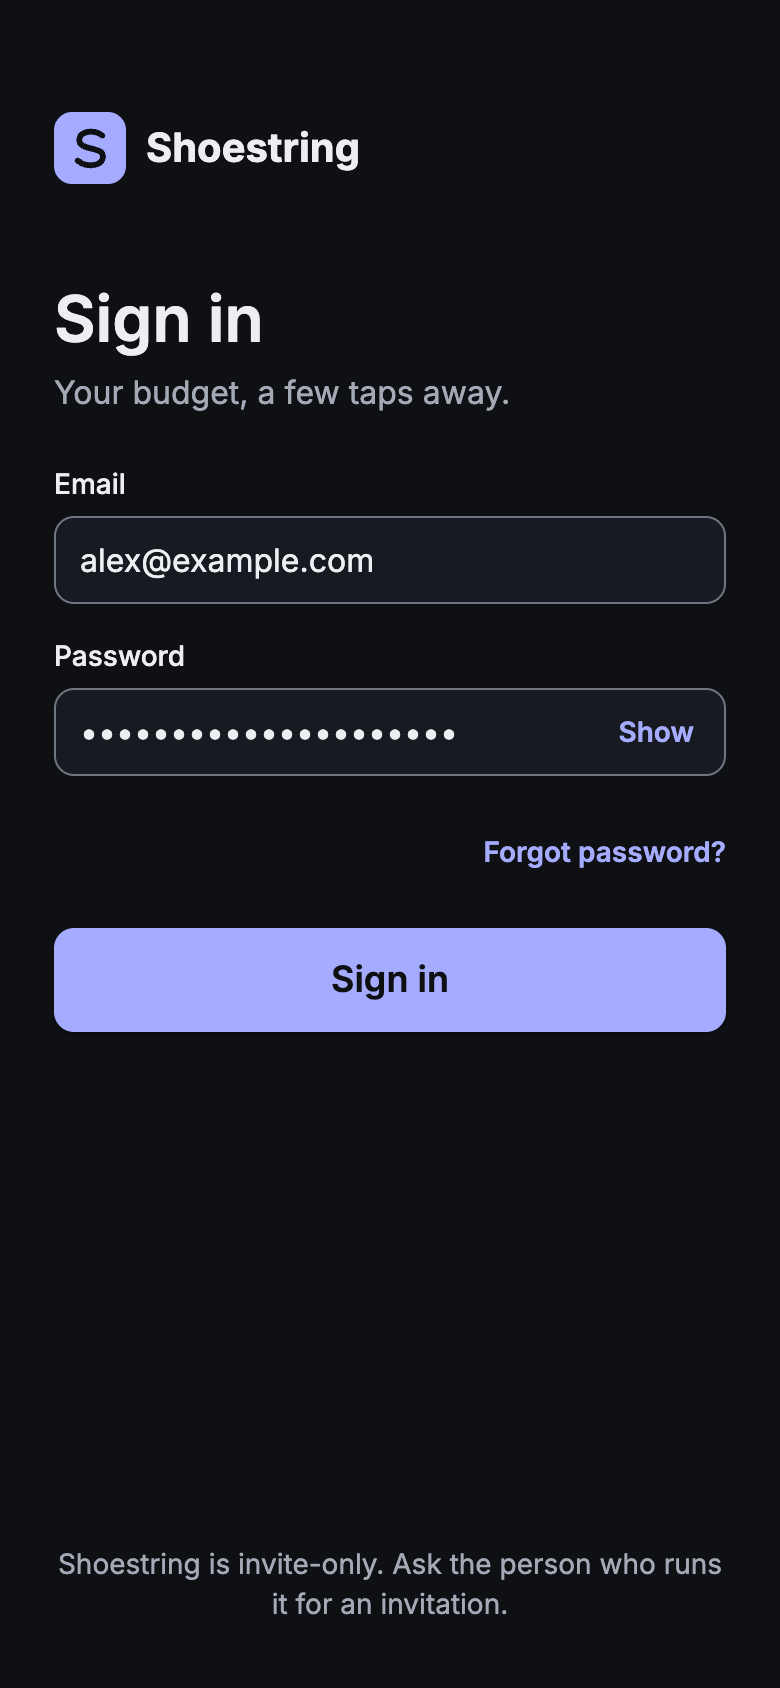 S Shoestring
Sign in
Your budget, a few taps away.
Email
alex@example.com
Password
••••••••••••••••••••• Show
Forgot password?
Sign in
Shoestring is invite-only. Ask the person who runs
it for an invitation.